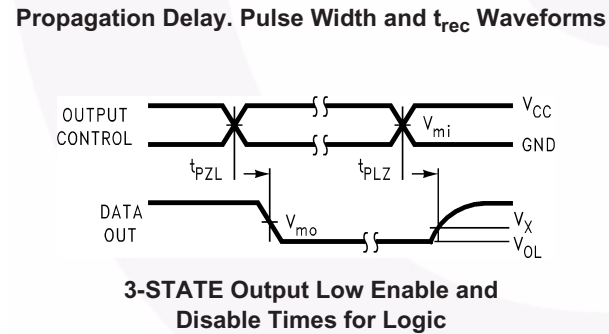 Propagation Delay. Pulse Width and trec Waveforms
OUTPUT
CONTROL
VCC
Vmi
GND
tPZL
tPLZ
DATA
OUT
Vmo
VX
VOL
3-STATE Output Low Enable and
Disable Times for Logic